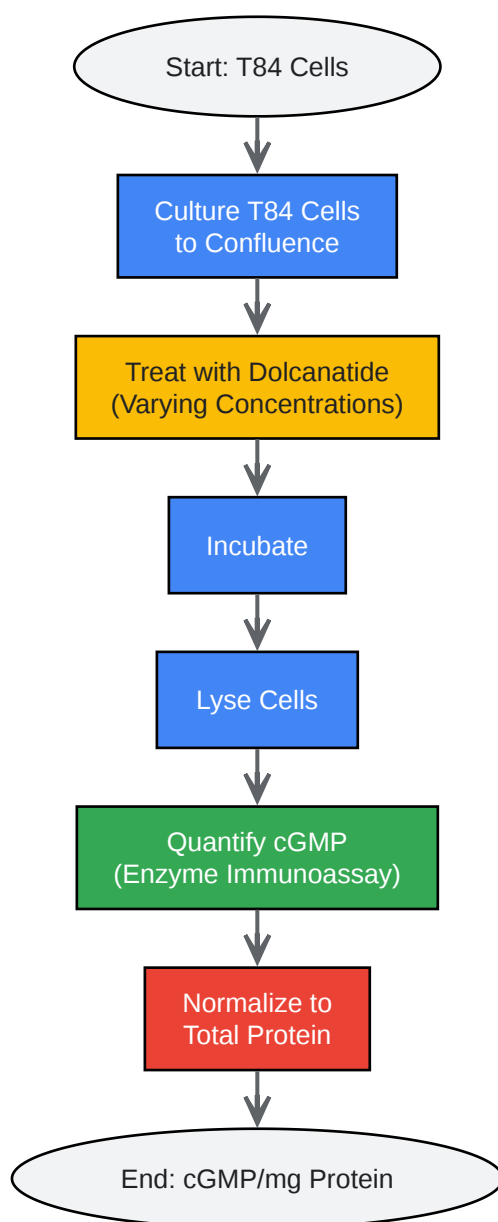 Start: T84 Cells
Culture T84 Cells
to Confluence
Treat with Dolcanatide
(Varying Concentrations)
Incubate
Lyse Cells
Quantify cGMP
(Enzyme Immunoassay)
Normalize to
Total Protein
End: cGMP/mg Protein